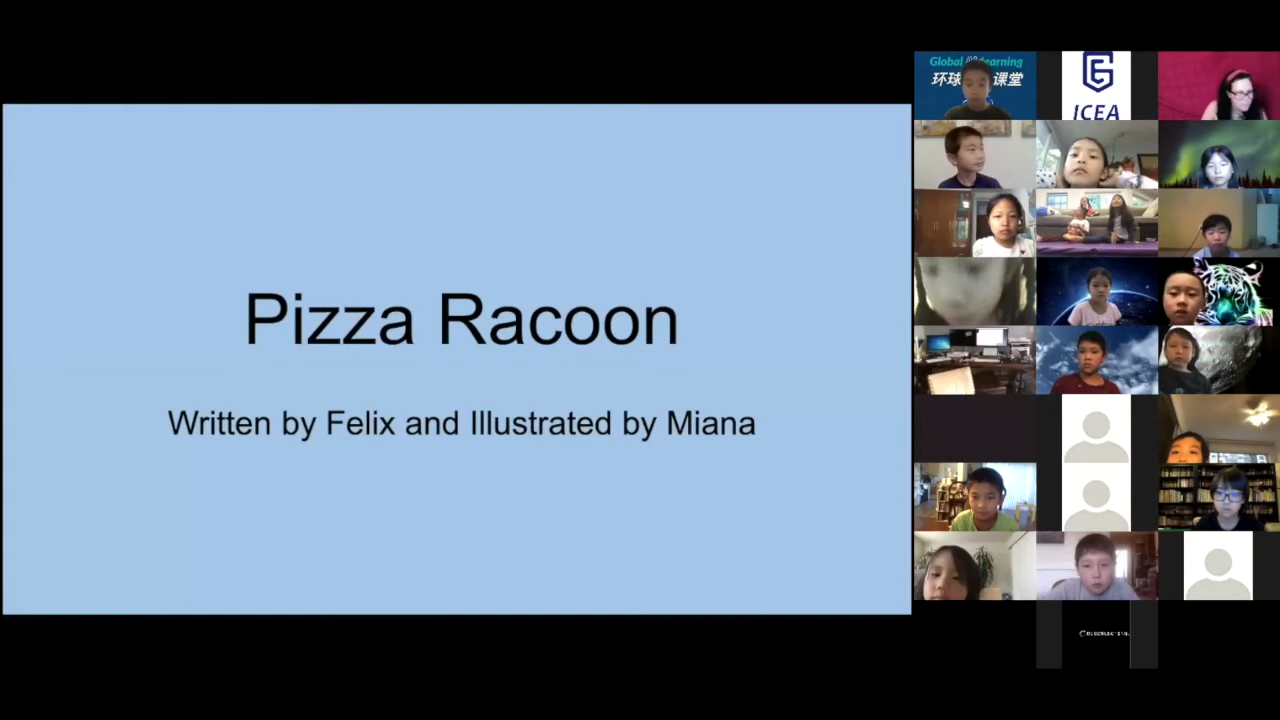 Pizza Racoon
Written by Felix and Illustrated by Miana
Global Learning
环球 课堂
ICEA